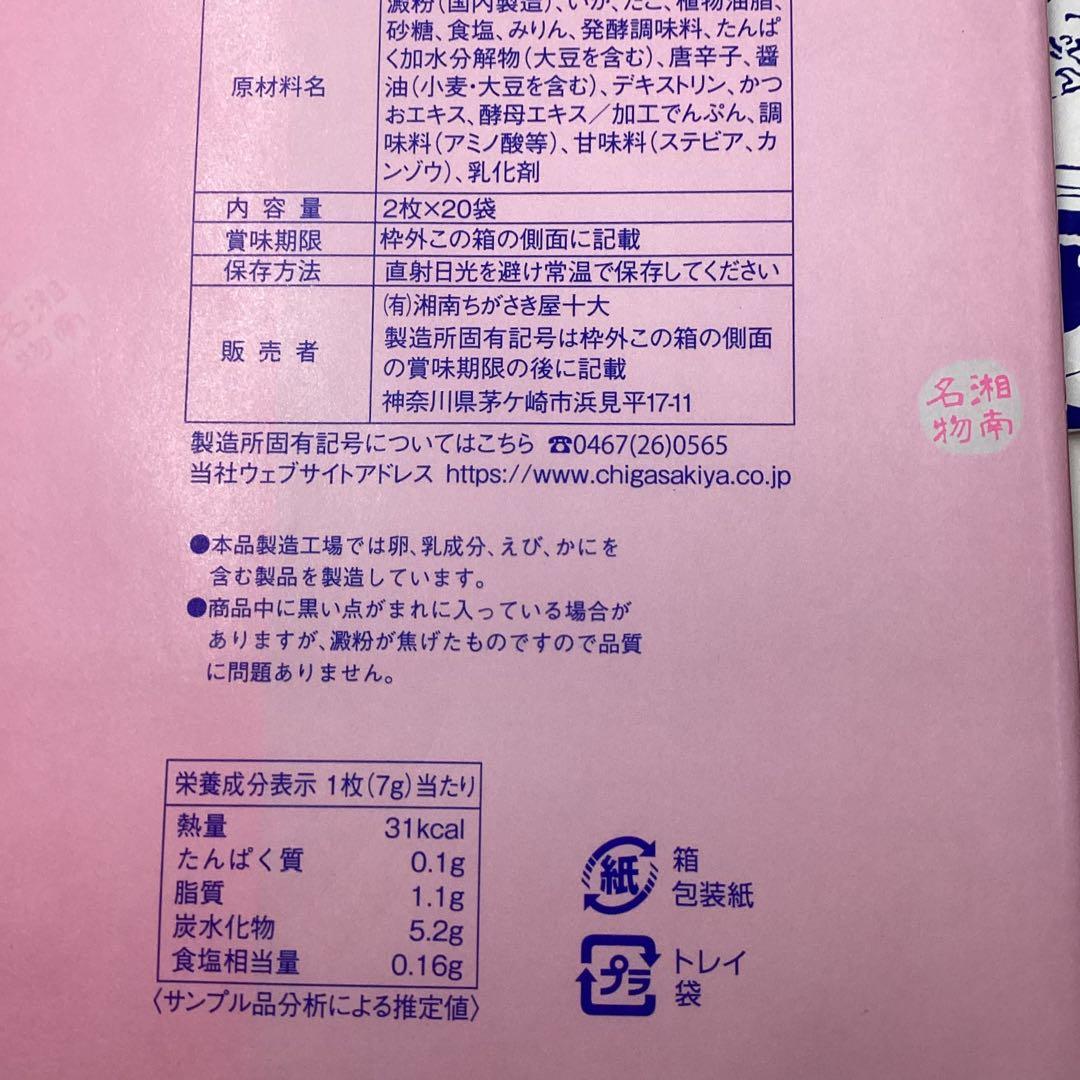 澱粉(国内製造)、いか、たこ、植物油脂、
砂糖、食塩、みりん、発酵調味料、たんぱ
く加水分解物(大豆を含む)、唐辛子、醤
原材料名
油(小麦・大豆を含む)、デキストリン、かつ
おエキス、酵母エキス/加工でんぷん、調
味料(アミノ酸等)、甘味料(ステビア、カ
ンゾウ)、乳化剤
内容量 2枚×20袋
賞味期限 枠外この箱の側面に記載
保存方法 直射日光を避け常温で保存してください
販売者
(有)湘南ちがさき屋十大
製造所固有記号は枠外この箱の側面
の賞味期限の後に記載
神奈川県茅ケ崎市浜見平17-11
製造所固有記号についてはこちら ☎0467(26)0565
当社ウェブサイトアドレス https://www.chigasakiya.co.jp
湘南
名物
●本品製造工場では卵、乳成分、えび、かにを
含む製品を製造しています。
●商品中に黒い点がまれに入っている場合が
ありますが、澱粉が焦げたものですので品質
に問題ありません。
栄養成分表示 1枚(7g)当たり
熱量 31kcal
たんぱく質 0.1g
脂質 1.1g
炭水化物 5.2g
食塩相当量 0.16g
〈サンプル品分析による推定値〉
紙 箱
包装紙
プラ トレイ
袋